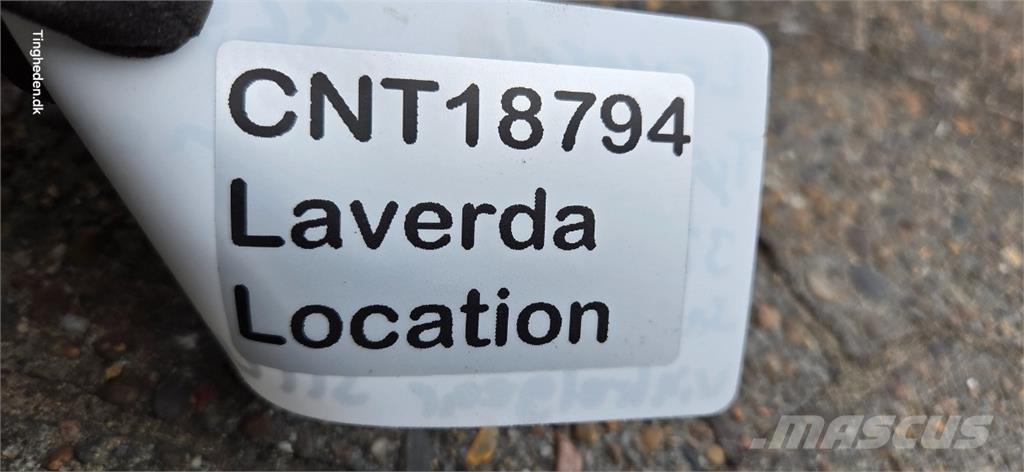 Tingheden.dk
CNT18794
Laverda
Location
MASCUS